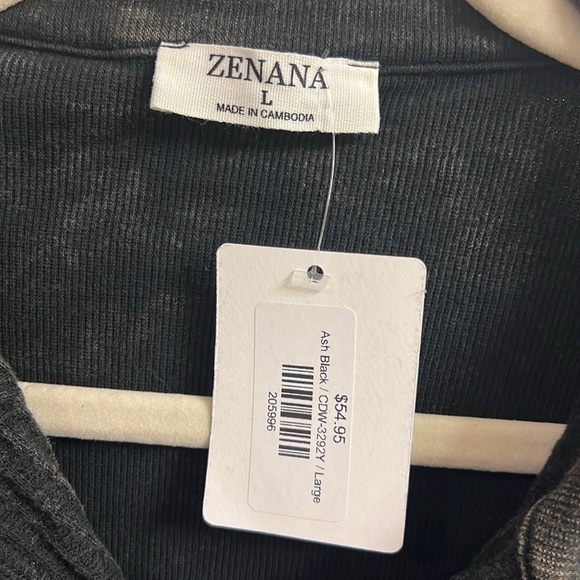 ZENANA
L
MADE IN CAMBODIA
$54.95
Ash Black / CDW-3292Y / Large
205996